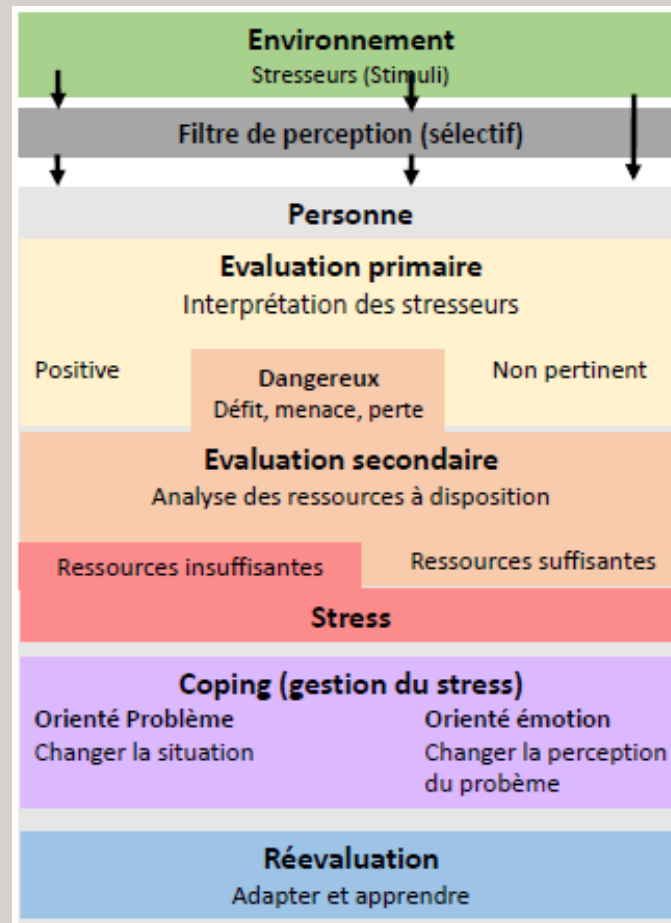 Environnement
Stresseurs (Stimuli)
Filtre de perception (sélectif)
Personne
Evaluation primaire
Interprétation des stresseurs
Positive
Dangereux
Défit, menace, perte
Non pertinent
Evaluation secondaire
Analyse des ressources à disposition
Ressources insuffisantes
Ressources suffisantes
Stress
Coping (gestion du stress)
Orienté Problème
Changer la situation
Orienté émotion
Changer la perception
du probème
Réevaluation
Adapter et apprendre